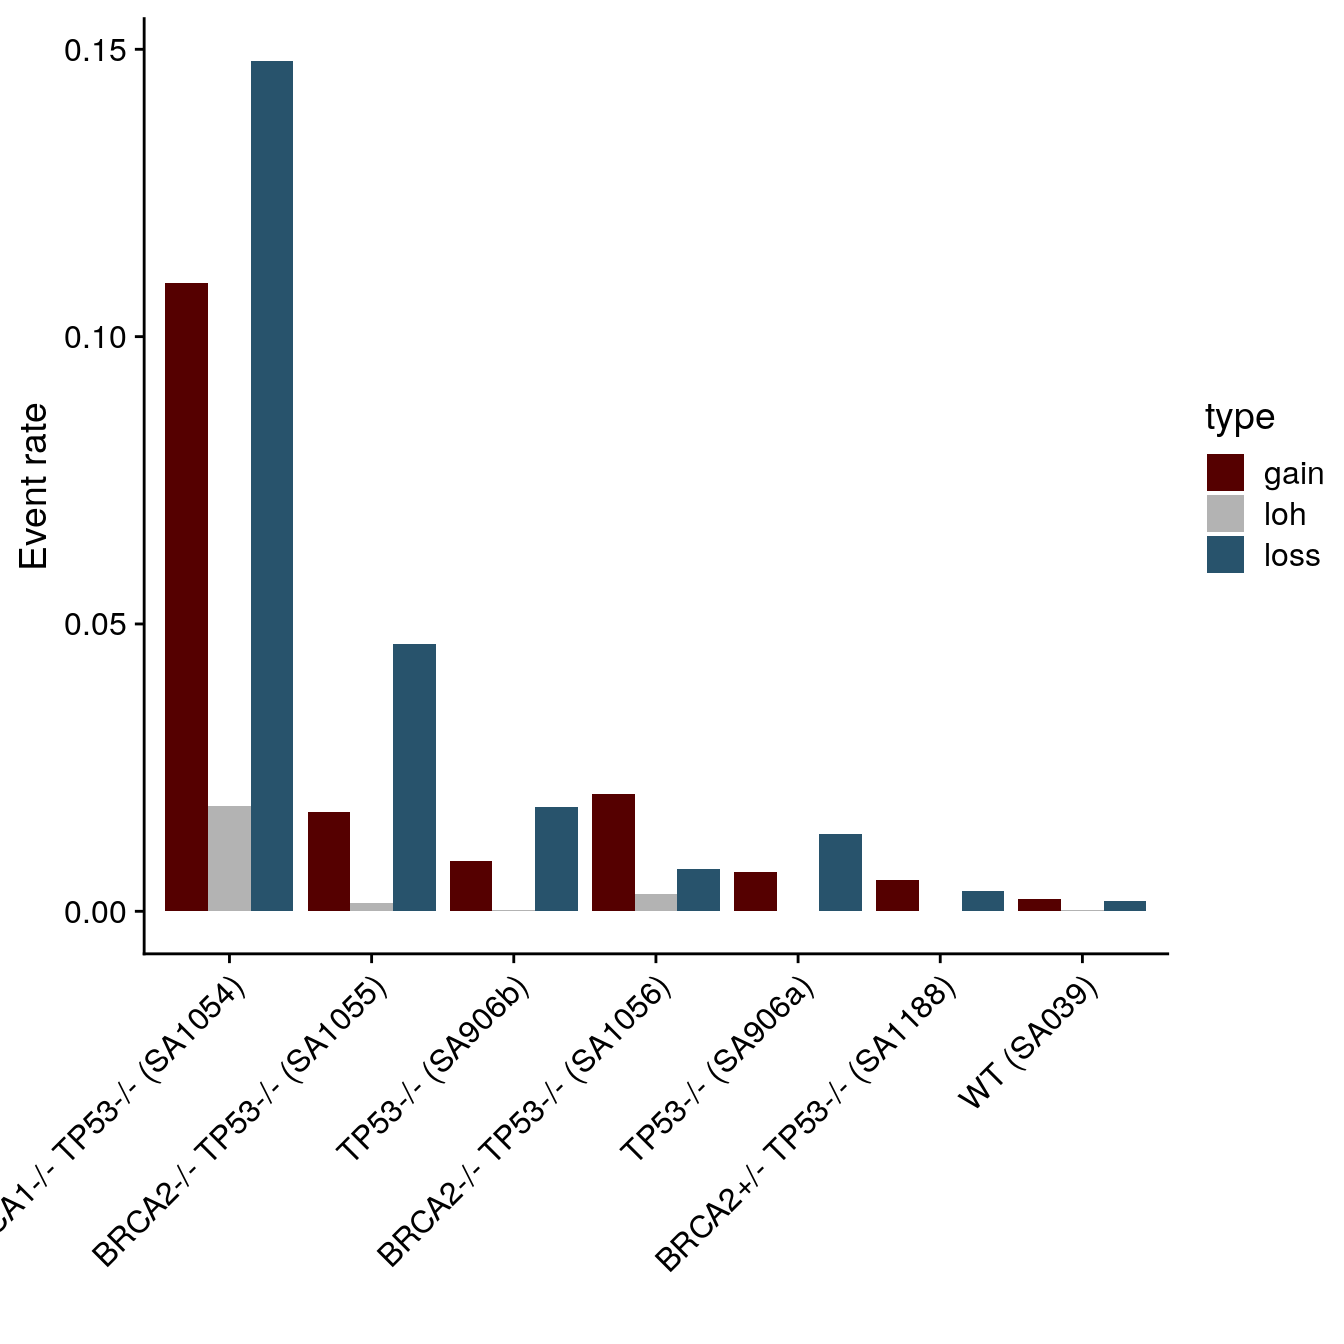 0.15
0.10
0.05
0.00
Event rate
CA1-/- TP53-/- (SA1054)
BRCA2-/- TP53-/- (SA1055)
TP53-/- (SA906b)
BRCA2-/- TP53-/- (SA1056)
TP53-/- (SA906a)
BRCA2+/- TP53-/- (SA1188)
WT (SA039)
type
gain
loh
loss